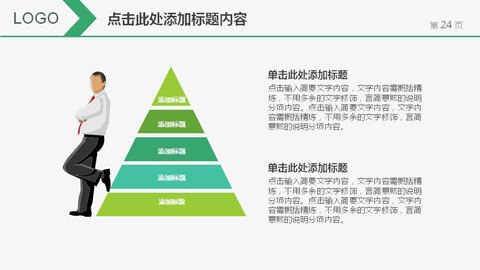 LOGO
点击此处添加标题内容
第 24 页
添加标题
添加标题
添加标题
添加标题
添加标题
单击此处添加标题
点击输入简要文字内容，文字内容需概括精
炼，不用多余的文字修饰，言简意赅的说明
分项内容。点击输入简要文字内容，文字内
容需概括精炼，不用多余的文字修饰，言简
意赅的说明分项内容。
单击此处添加标题
点击输入简要文字内容，文字内容需概括精
炼，不用多余的文字修饰，言简意赅的说明
分项内容。点击输入简要文字内容，文字内
容需概括精炼，不用多余的文字修饰，言简
意赅的说明分项内容。